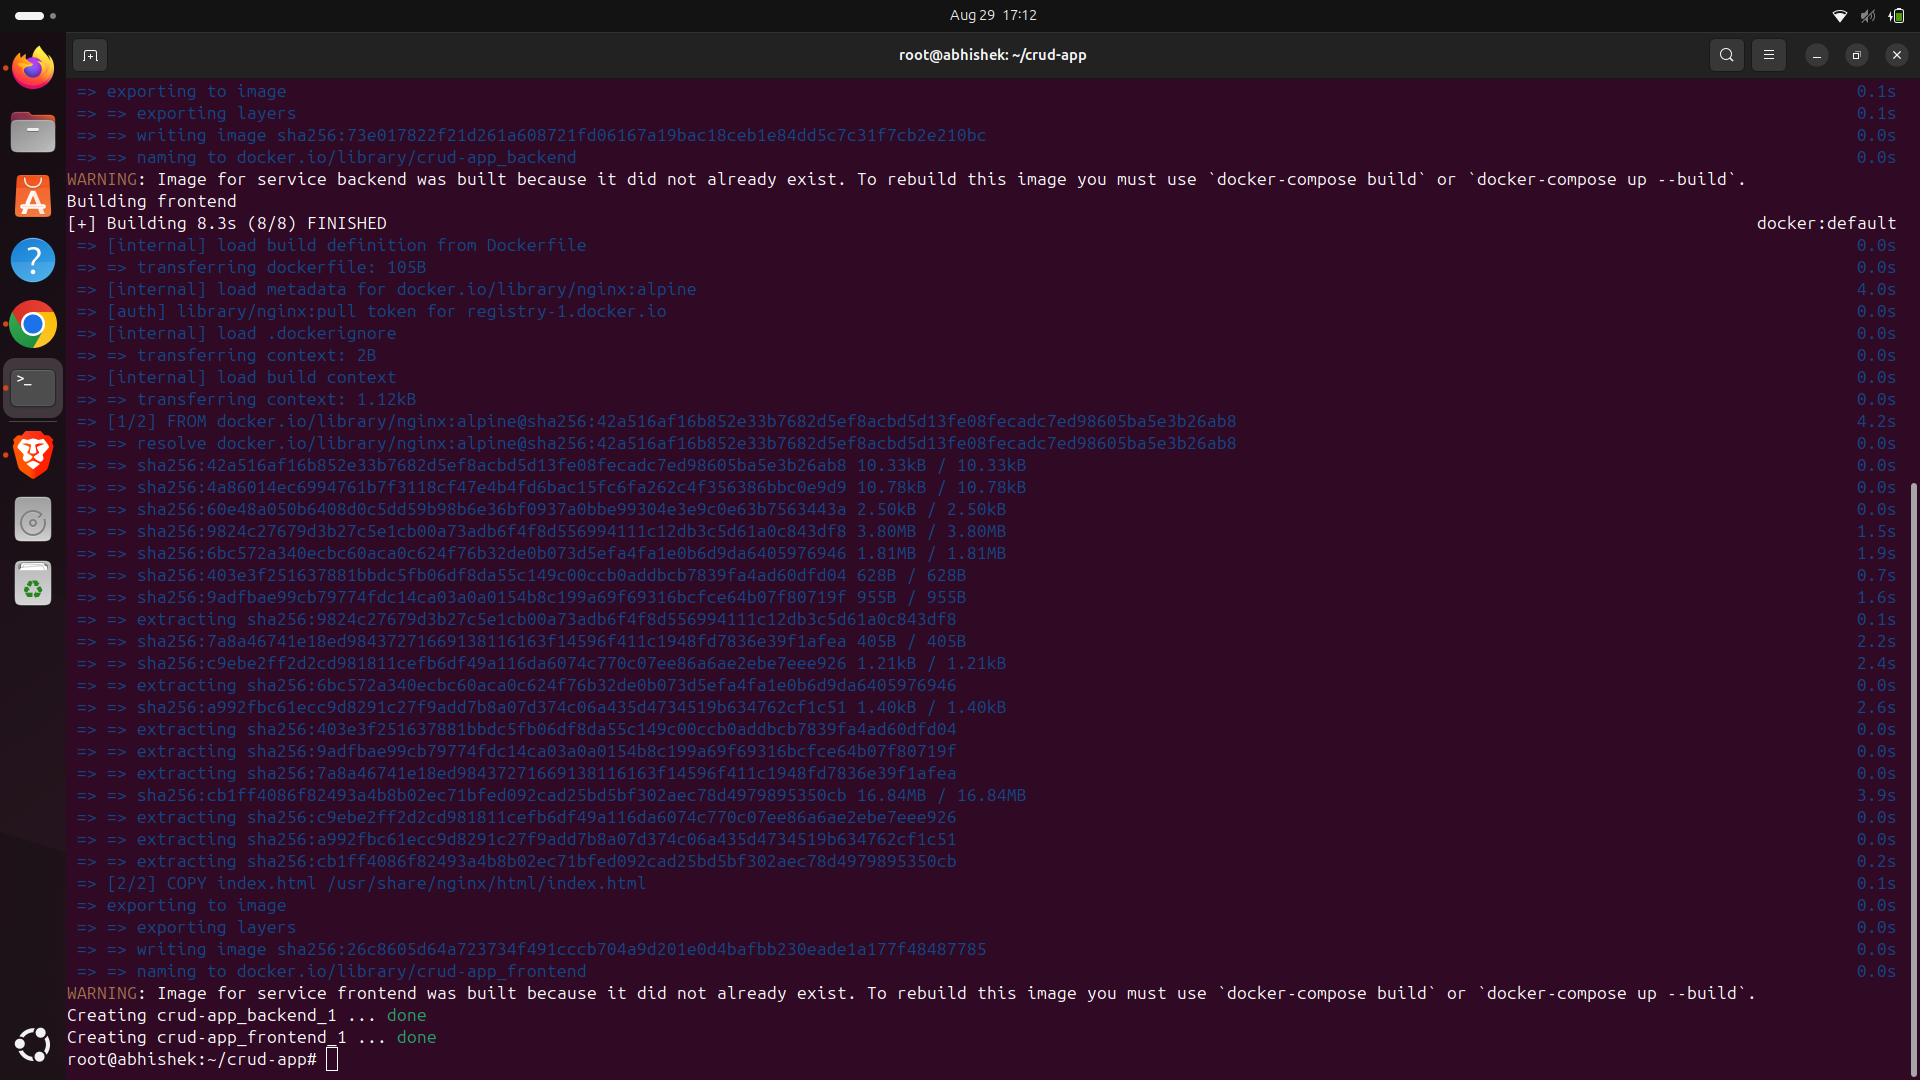 Aug 29 17:12
root@abhishek: ~/crud-app
=> exporting to image 0.1s
=> => exporting layers 0.1s
=> => writing image sha256:73e017822f21d261a608721fd06167a19bac18ceb1e84dd5c7c31f7cb2e210bc 0.0s
=> => naming to docker.io/library/crud-app_backend 0.0s
WARNING: Image for service backend was built because it did not already exist. To rebuild this image you must use `docker-compose build` or `docker-compose up --build`.
Building frontend
[+] Building 8.3s (8/8) FINISHED docker:default
=> [internal] load build definition from Dockerfile 0.0s
=> => transferring dockerfile: 105B 0.0s
=> [internal] load metadata for docker.io/library/nginx:alpine 4.0s
=> [auth] library/nginx:pull token for registry-1.docker.io 0.0s
=> [internal] load .dockerignore 0.0s
=> => transferring context: 2B 0.0s
=> [internal] load build context 0.0s
=> => transferring context: 1.12kB 0.0s
=> [1/2] FROM docker.io/library/nginx:alpine@sha256:42a516af16b852e33b7682d5ef8acbd5d13fe08fecadc7ed98605ba5e3b26ab8 4.2s
=> => resolve docker.io/library/nginx:alpine@sha256:42a516af16b852e33b7682d5ef8acbd5d13fe08fecadc7ed98605ba5e3b26ab8 0.0s
=> => sha256:42a516af16b852e33b7682d5ef8acbd5d13fe08fecadc7ed98605ba5e3b26ab8 10.33kB / 10.33kB 0.0s
=> => sha256:4a86014ec6994761b7f3118cf47e4b4fd6bac15fc6fa262c4f356386bbc0e9d9 10.78kB / 10.78kB 0.0s
=> => sha256:60e48a050b6408d0c5dd59b98b6e36bf0937a0bbe99304e3e9c0e63b7563443a 2.50kB / 2.50kB 0.0s
=> => sha256:9824c27679d3b27c5e1cb00a73adb6f4f8d556994111c12db3c5d61a0c843df8 3.80MB / 3.80MB 1.5s
=> => sha256:6bc572a340ecbc60aca0c624f76b32de0b073d5efa4fa1e0b6d9da6405976946 1.81MB / 1.81MB 1.9s
=> => sha256:403e3f251637881bbdc5fb06df8da55c149c00ccb0addbcb7839fa4ad60dfd04 628B / 628B 0.7s
=> => sha256:9adfbae99cb79774fdc14ca03a0a0154b8c199a69f69316bcfce64b07f80719f 955B / 955B 1.6s
=> => extracting sha256:9824c27679d3b27c5e1cb00a73adb6f4f8d556994111c12db3c5d61a0c843df8 0.1s
=> => sha256:7a8a46741e18ed98437271669138116163f14596f411c1948fd7836e39f1afea 405B / 405B 2.2s
=> => sha256:c9ebe2ff2d2cd981811cefb6df49a116da6074c770c07ee86a6ae2ebe7eee926 1.21kB / 1.21kB 2.4s
=> => extracting sha256:6bc572a340ecbc60aca0c624f76b32de0b073d5efa4fa1e0b6d9da6405976946 0.0s
=> => sha256:a992fbc61ecc9d8291c27f9add7b8a07d374c06a435d4734519b634762cf1c51 1.40kB / 1.40kB 2.6s
=> => extracting sha256:403e3f251637881bbdc5fb06df8da55c149c00ccb0addbcb7839fa4ad60dfd04 0.0s
=> => extracting sha256:9adfbae99cb79774fdc14ca03a0a0154b8c199a69f69316bcfce64b07f80719f 0.0s
=> => extracting sha256:7a8a46741e18ed98437271669138116163f14596f411c1948fd7836e39f1afea 0.0s
=> => sha256:cb1ff4086f82493a4b8b02ec71bfed092cad25bd5bf302aec78d4979895350cb 16.84MB / 16.84MB 3.9s
=> => extracting sha256:c9ebe2ff2d2cd981811cefb6df49a116da6074c770c07ee86a6ae2ebe7eee926 0.0s
=> => extracting sha256:a992fbc61ecc9d8291c27f9add7b8a07d374c06a435d4734519b634762cf1c51 0.0s
=> => extracting sha256:cb1ff4086f82493a4b8b02ec71bfed092cad25bd5bf302aec78d4979895350cb 0.2s
=> [2/2] COPY index.html /usr/share/nginx/html/index.html 0.1s
=> exporting to image 0.0s
=> => exporting layers 0.0s
=> => writing image sha256:26c8605d64a723734f491cccb704a9d201e0d4bafbb230eade1a177f48487785 0.0s
=> => naming to docker.io/library/crud-app_frontend 0.0s
WARNING: Image for service frontend was built because it did not already exist. To rebuild this image you must use `docker-compose build` or `docker-compose up --build`.
Creating crud-app_backend_1 ... done
Creating crud-app_frontend_1 ... done
root@abhishek:~/crud-app#